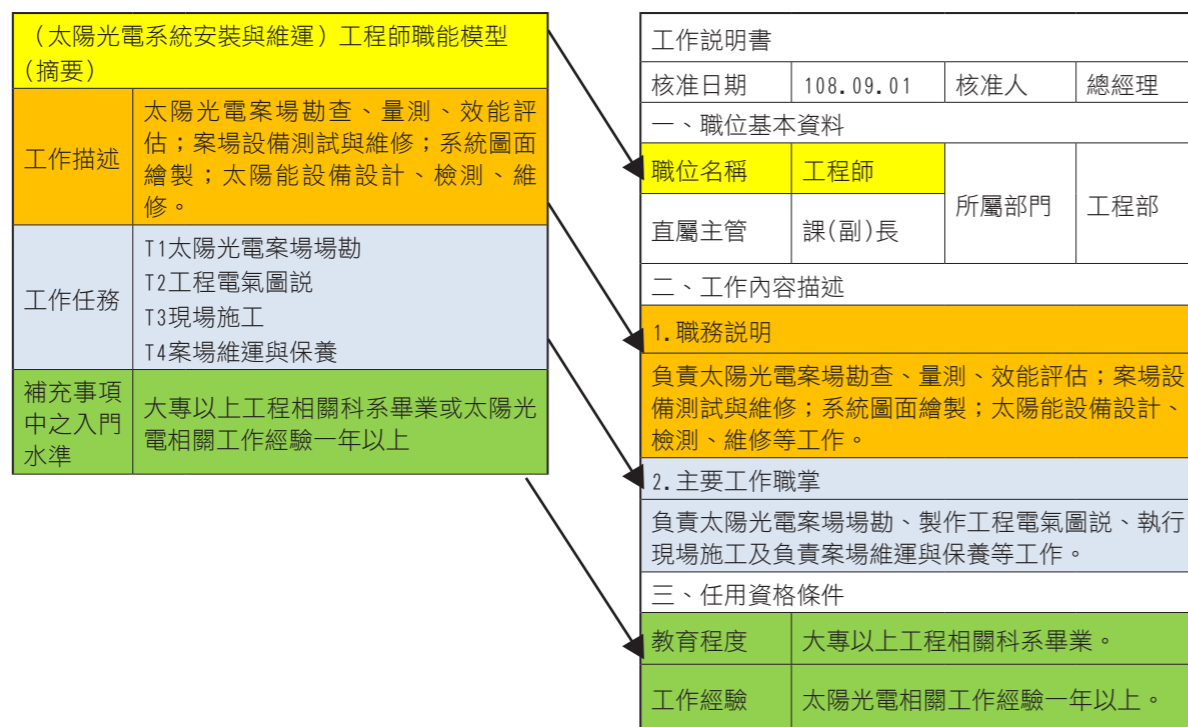 （太陽光電系統安裝與維運）工程師職能模型
（摘要）
工作描述
太陽光電案場勘查、量測、效能評
估；案場設備測試與維修；系統圖面
繪製；太陽能設備設計、檢測、維
修。
工作任務
T1太陽光電案場場勘
T2工程電氣圖說
T3現場施工
T4案場維運與保養
補充事項
中之入門
水準
大專以上工程相關科系畢業或太陽光
電相關工作經驗一年以上
工作說明書
核准日期 108.09.01 核准人 總經理
一、職位基本資料
職位名稱 工程師
所屬部門 工程部
直屬主管 課(副)長
二、工作內容描述
1.職務說明
負責太陽光電案場勘查、量測、效能評估；案場設
備測試與維修；系統圖面繪製；太陽能設備設計、
檢測、維修等工作。
2.主要工作職掌
負責太陽光電案場場勘、製作工程電氣圖說、執行
現場施工及負責案場維運與保養等工作。
三、任用資格條件
教育程度 大專以上工程相關科系畢業。
工作經驗 太陽光電相關工作經驗一年以上。